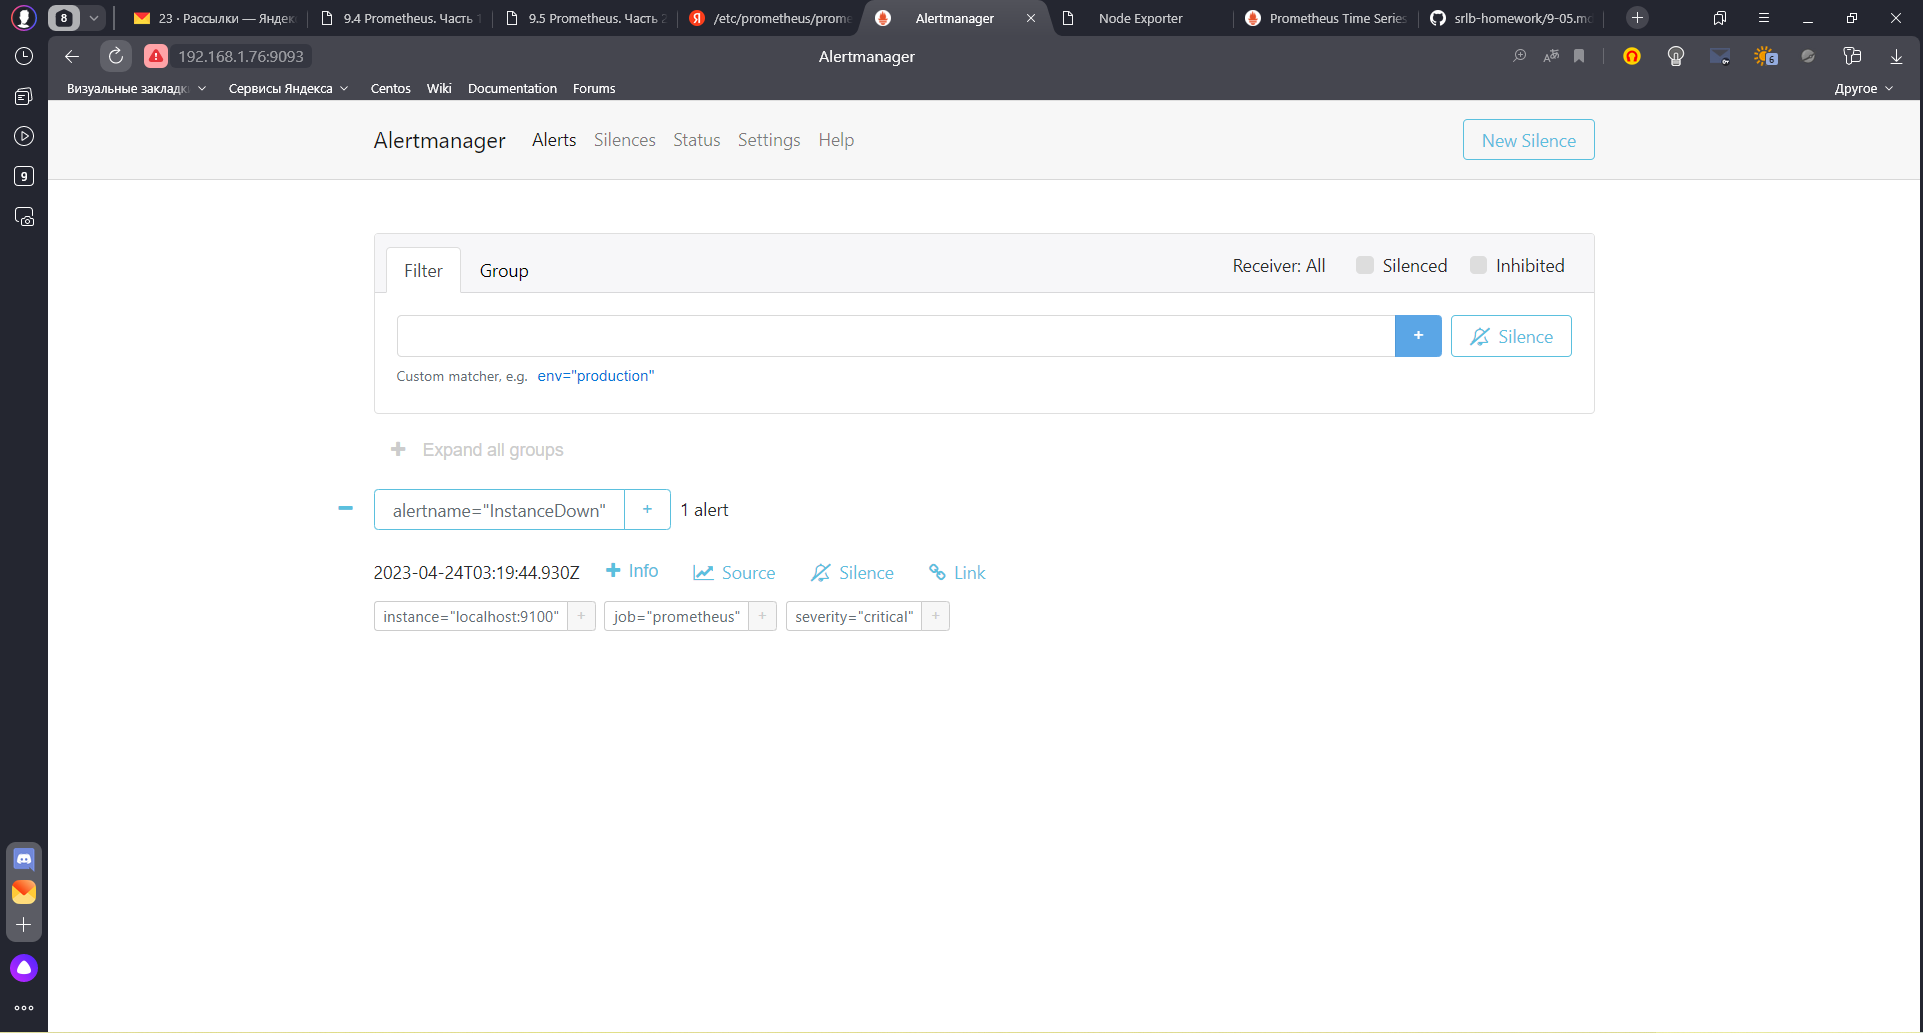 8
23 · Рассылки — Яндек
9.4 Prometheus. Часть 1
9.5 Prometheus. Часть 2
/etc/prometheus/prome
Alertmanager
Node Exporter
Prometheus Time Series
srlb-homework/9-05.md
192.168.1.76:9093
Alertmanager
6
Визуальные закладки
Сервисы Яндекса
Centos
Wiki
Documentation
Forums
Другое
9
Alertmanager
Alerts
Silences
Status
Settings
Help
New Silence
Filter
Group
Receiver: All
Silenced
Inhibited
+
Silence
Custom matcher, e.g. env="production"
+ Expand all groups
alertname="InstanceDown" + 1 alert
2023-04-24T03:19:44.930Z + Info Source Silence Link
instance="localhost:9100" + job="prometheus" + severity="critical" +